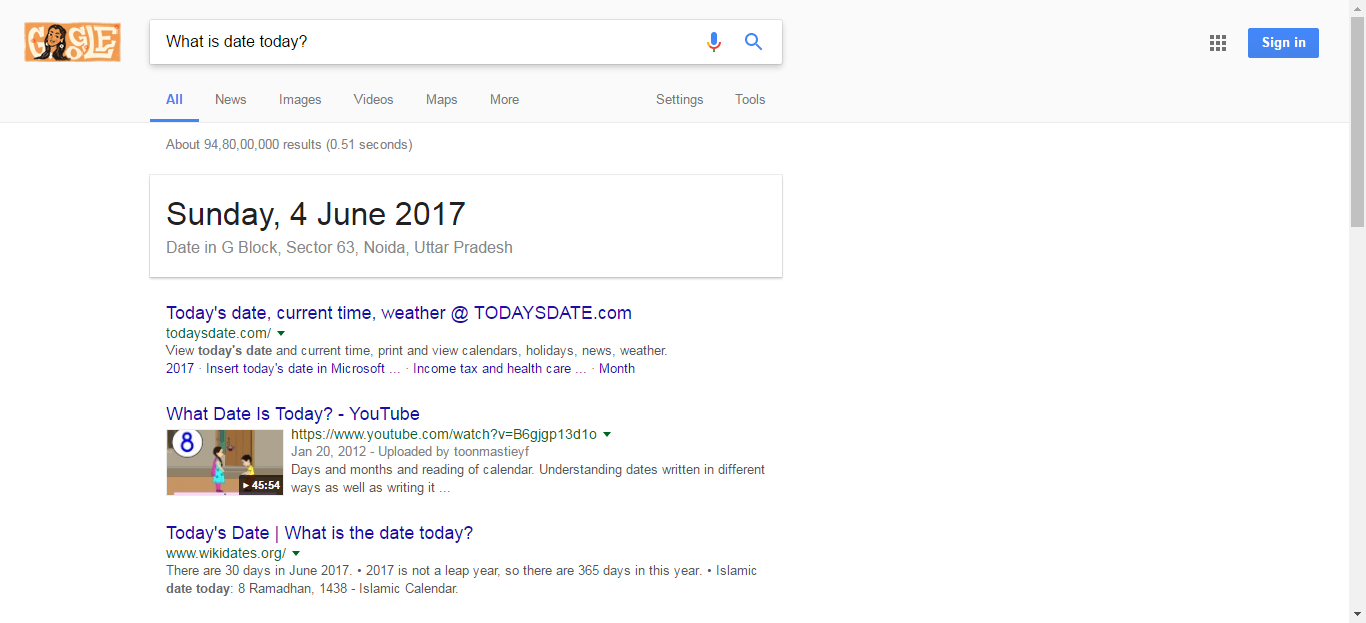 GOOGLE
What is date today?
Sign in
All News Images Videos Maps More Settings Tools
About 94,80,00,000 results (0.51 seconds)
Sunday, 4 June 2017
Date in G Block, Sector 63, Noida, Uttar Pradesh
Today's date, current time, weather @ TODAYSDATE.com
todaysdate.com/
View today's date and current time, print and view calendars, holidays, news, weather.
2017 · Insert today's date in Microsoft ... · Income tax and health care ... · Month
What Date Is Today? - YouTube
8
45:54
https://www.youtube.com/watch?v=B6gjgp13d1o
Jan 20, 2012 - Uploaded by toonmastieyf
Days and months and reading of calendar. Understanding dates written in different
ways as well as writing it ...
Today's Date | What is the date today?
www.wikidates.org/
There are 30 days in June 2017. • 2017 is not a leap year, so there are 365 days in this year. • Islamic
date today: 8 Ramadhan, 1438 - Islamic Calendar.